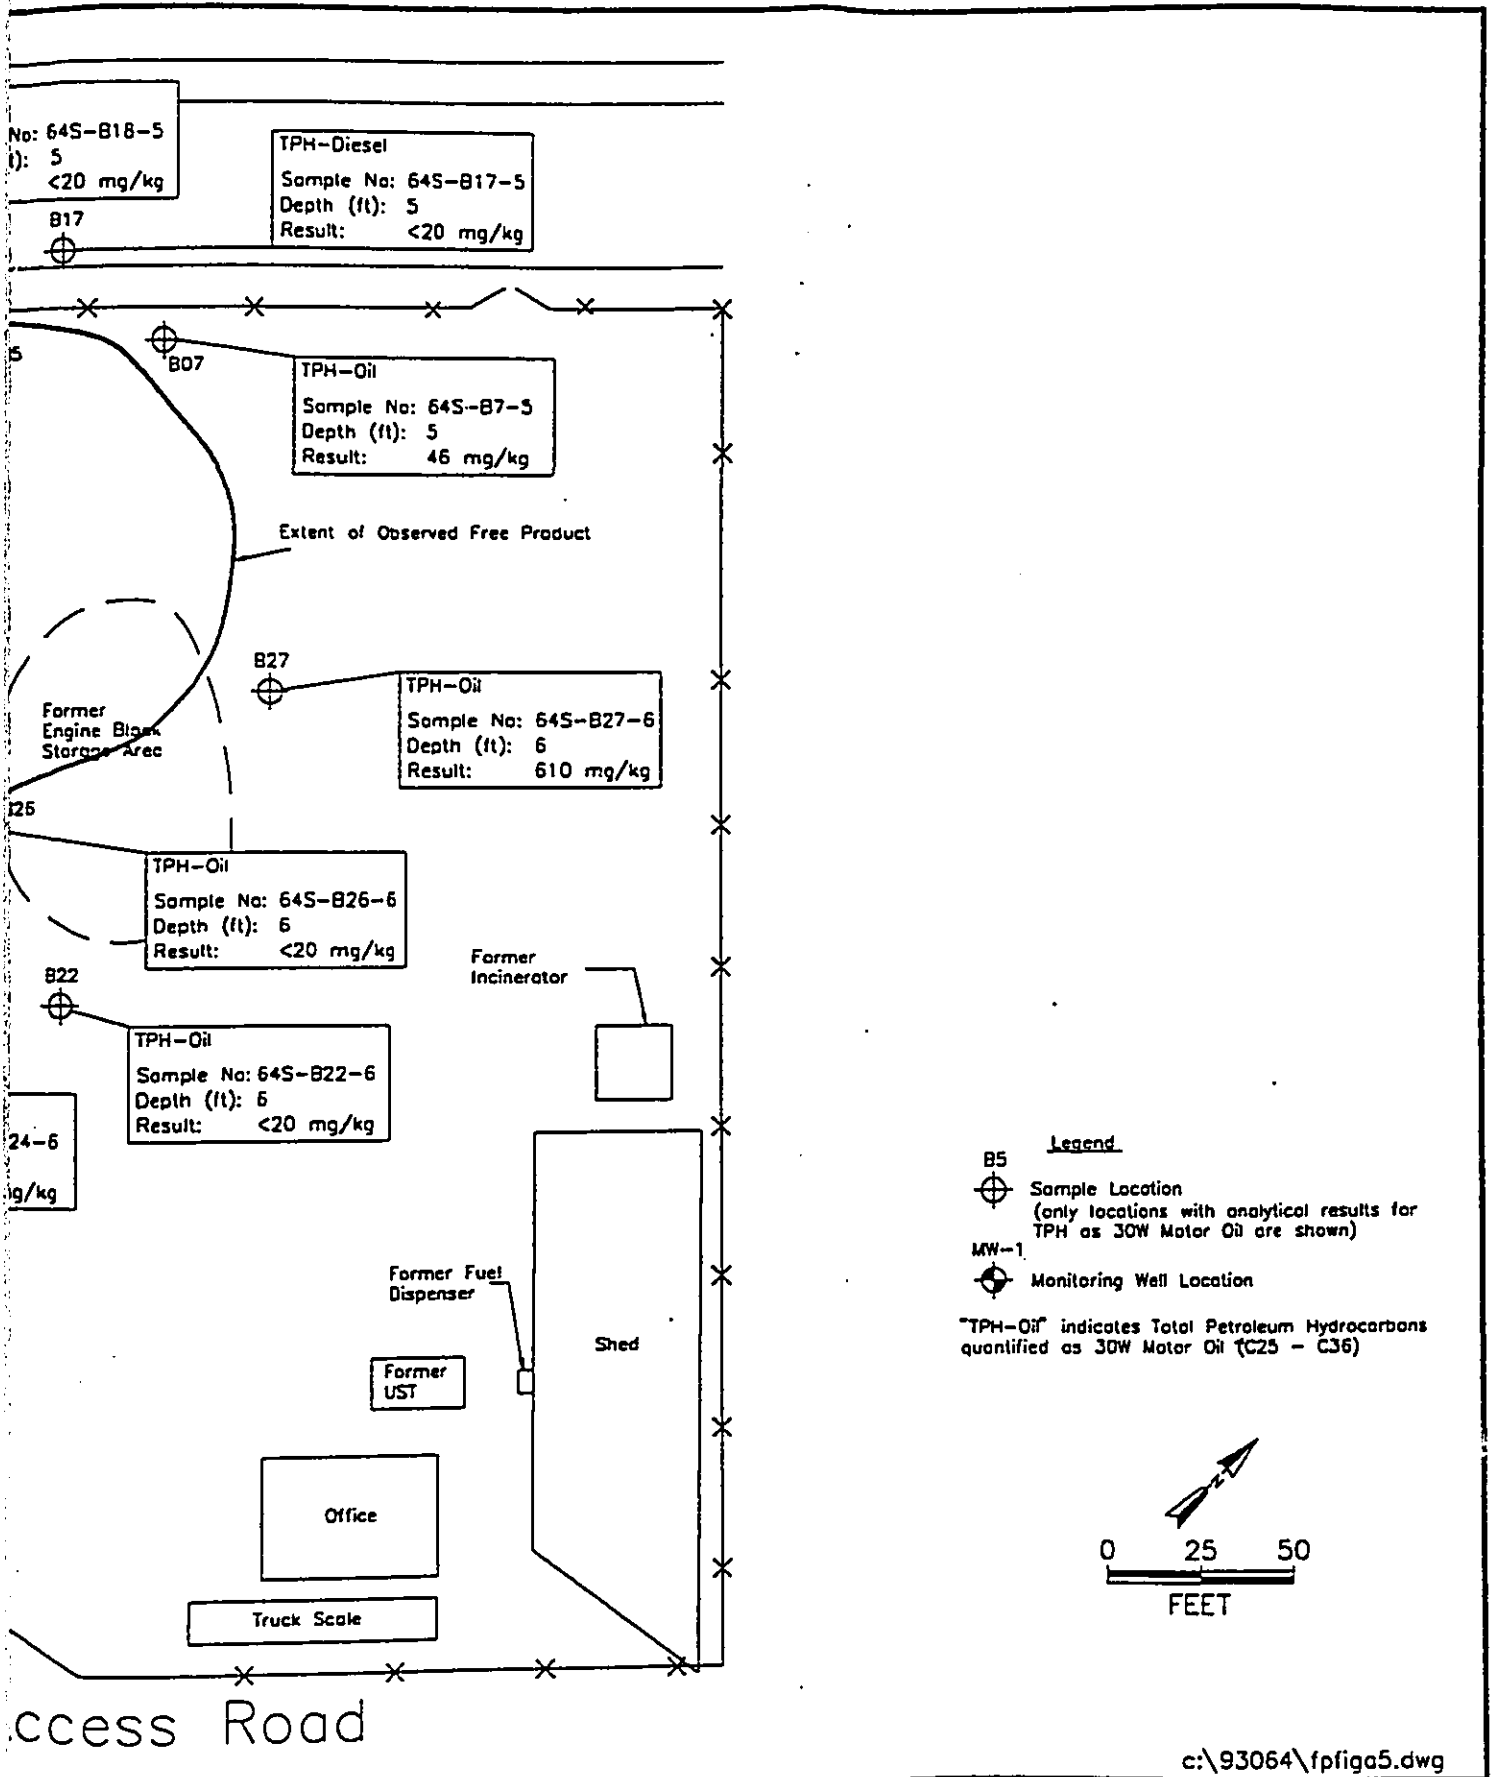 No: 64S-B18-5
t): 5
<20 mg/kg
TPH-Diesel
Sample No: 64S-B17-5
Depth (ft): 5
Result: <20 mg/kg
B17
B07
TPH-Oil
Sample No: 64S-B7-5
Depth (ft): 5
Result: 46 mg/kg
Extent of Observed Free Product
B27
TPH-Oil
Sample No: 64S-B27-6
Depth (ft): 6
Result: 610 mg/kg
Former
Engine Block
Storage Area
TPH-Oil
Sample No: 64S-B26-6
Depth (ft): 6
Result: <20 mg/kg
B22
TPH-Oil
Sample No: 64S-B22-6
Depth (ft): 6
Result: <20 mg/kg
24-6
g/kg
Former
Incinerator
Former Fuel
Dispenser
Shed
Former
UST
Office
Truck Scale
ccess Road
Legend
B5
Sample Location
(only locations with analytical results for
TPH as 30W Motor Oil are shown)
MW-1
Monitoring Well Location
"TPH-Oil" indicates Total Petroleum Hydrocarbons
quantified as 30W Motor Oil (C25 - C36)
N
0 25 50
FEET
c:\93064\fpfiga5.dwg